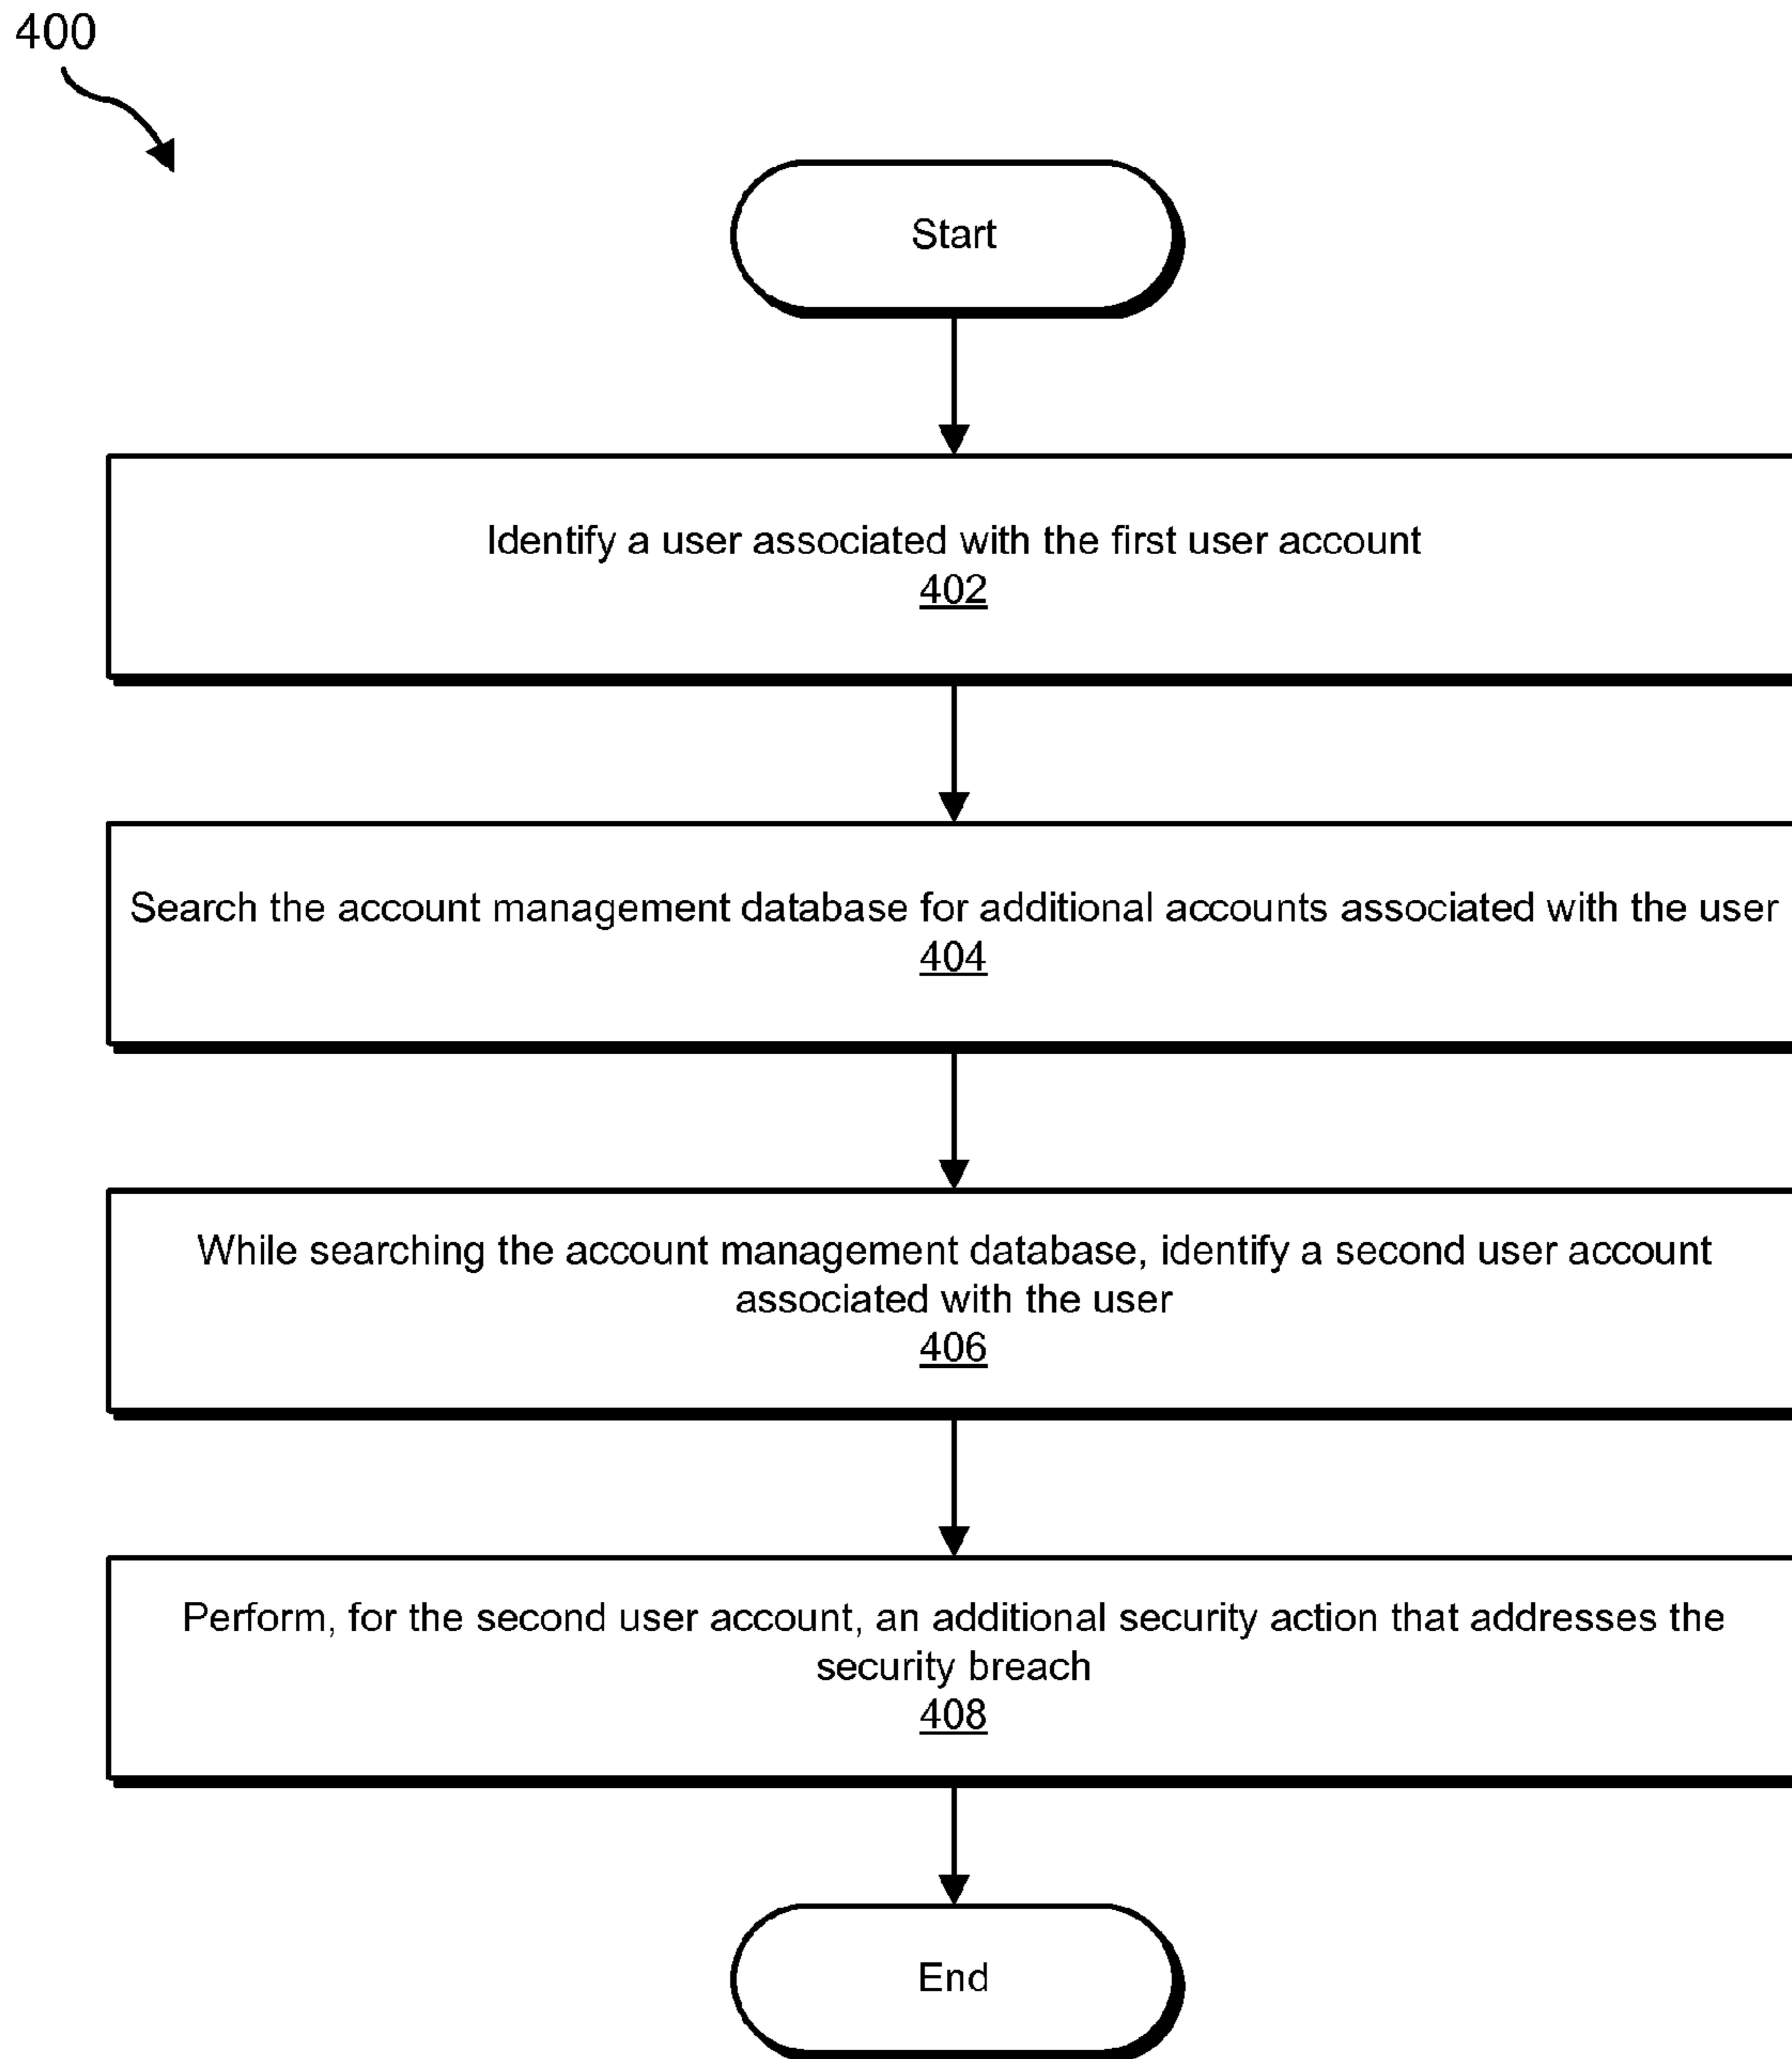 400
Start
Identify a user associated with the first user account
402
Search the account management database for additional accounts associated with the user
404
While searching the account management database, identify a second user account
associated with the user
406
Perform, for the second user account, an additional security action that addresses the
security breach
408
End